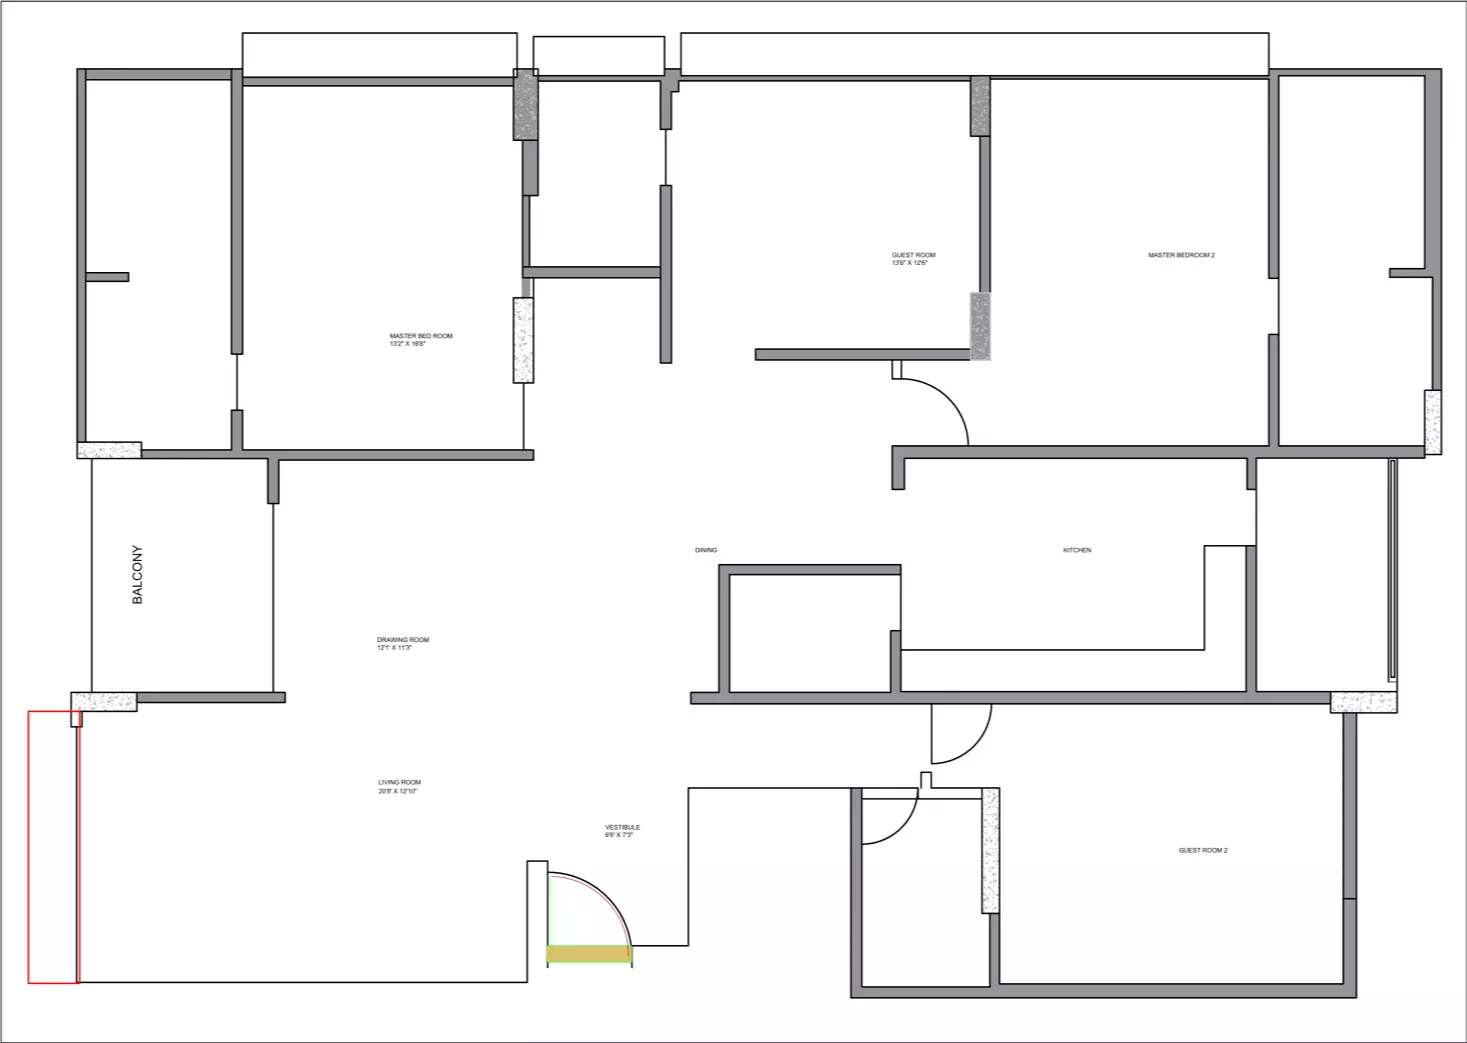 GUEST ROOM
13'6" X 12'6"
MASTER BEDROOM 2
MASTER BED ROOM
13'2" X 16'8"
BALCONY
DINING
KITCHEN
DRAWING ROOM
12'1' X 11'3"
LIVING ROOM
20'8' X 12'10"
VESTIBULE
6'6' X 7'3"
GUEST ROOM 2